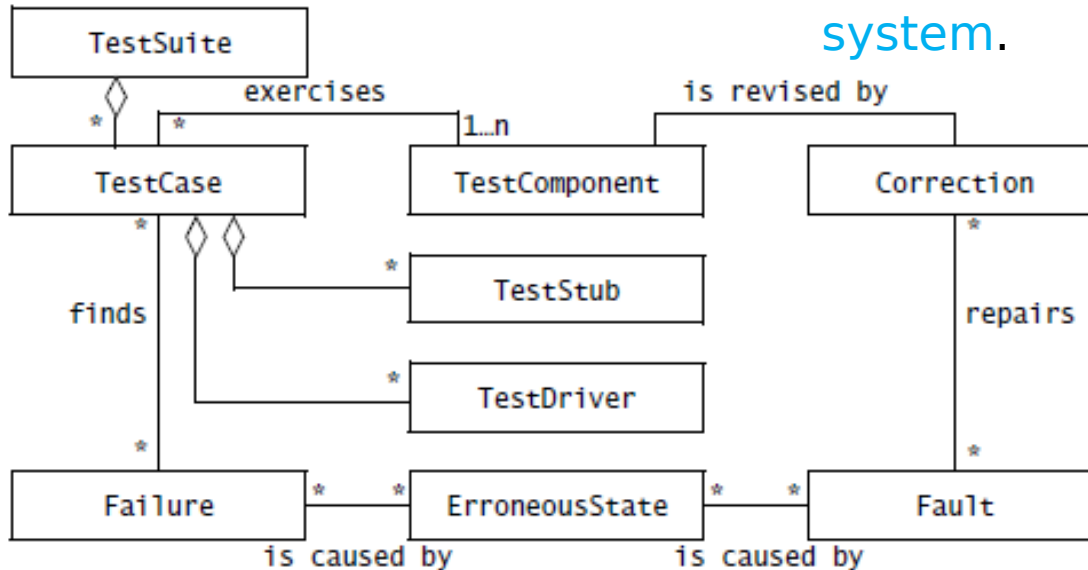 system.
TestSuite
exercises
is revised by
*
*
1…n
TestCase
TestComponent
Correction
*
*
*
TestStub
finds
repairs
*
TestDriver
*
*
Failure
*
*
ErroneousState
*
*
Fault
is caused by
is caused by